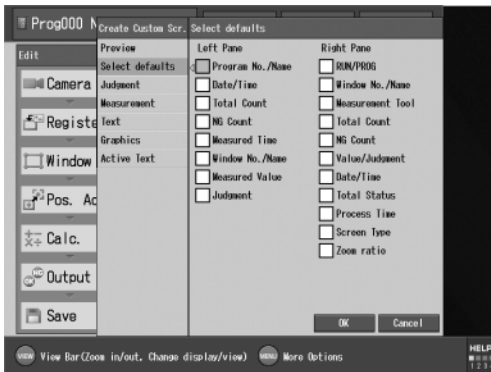 Prog000 N
Edit
Camera
Registe
Window
Pos. Ad
Calc.
Output
Save
Create Custom Scr.
Preview
Select defaults
Judgment
Measurement
Text
Graphics
Active Text
Select defaults
Left Pane
Program No./Name
Date/Time
Total Count
NG Count
Measured Time
Window No./Name
Measured Value
Judgment
Right Pane
RUN/PROG
Window No./Name
Measurement Tool
Total Count
NG Count
Value/Judgment
Date/Time
Total Status
Process Time
Screen Type
Zoom ratio
OK
Cancel
VIEW View Bar(Zoom in/out, Change display/view) MENU More Options
HELP
1 2 3